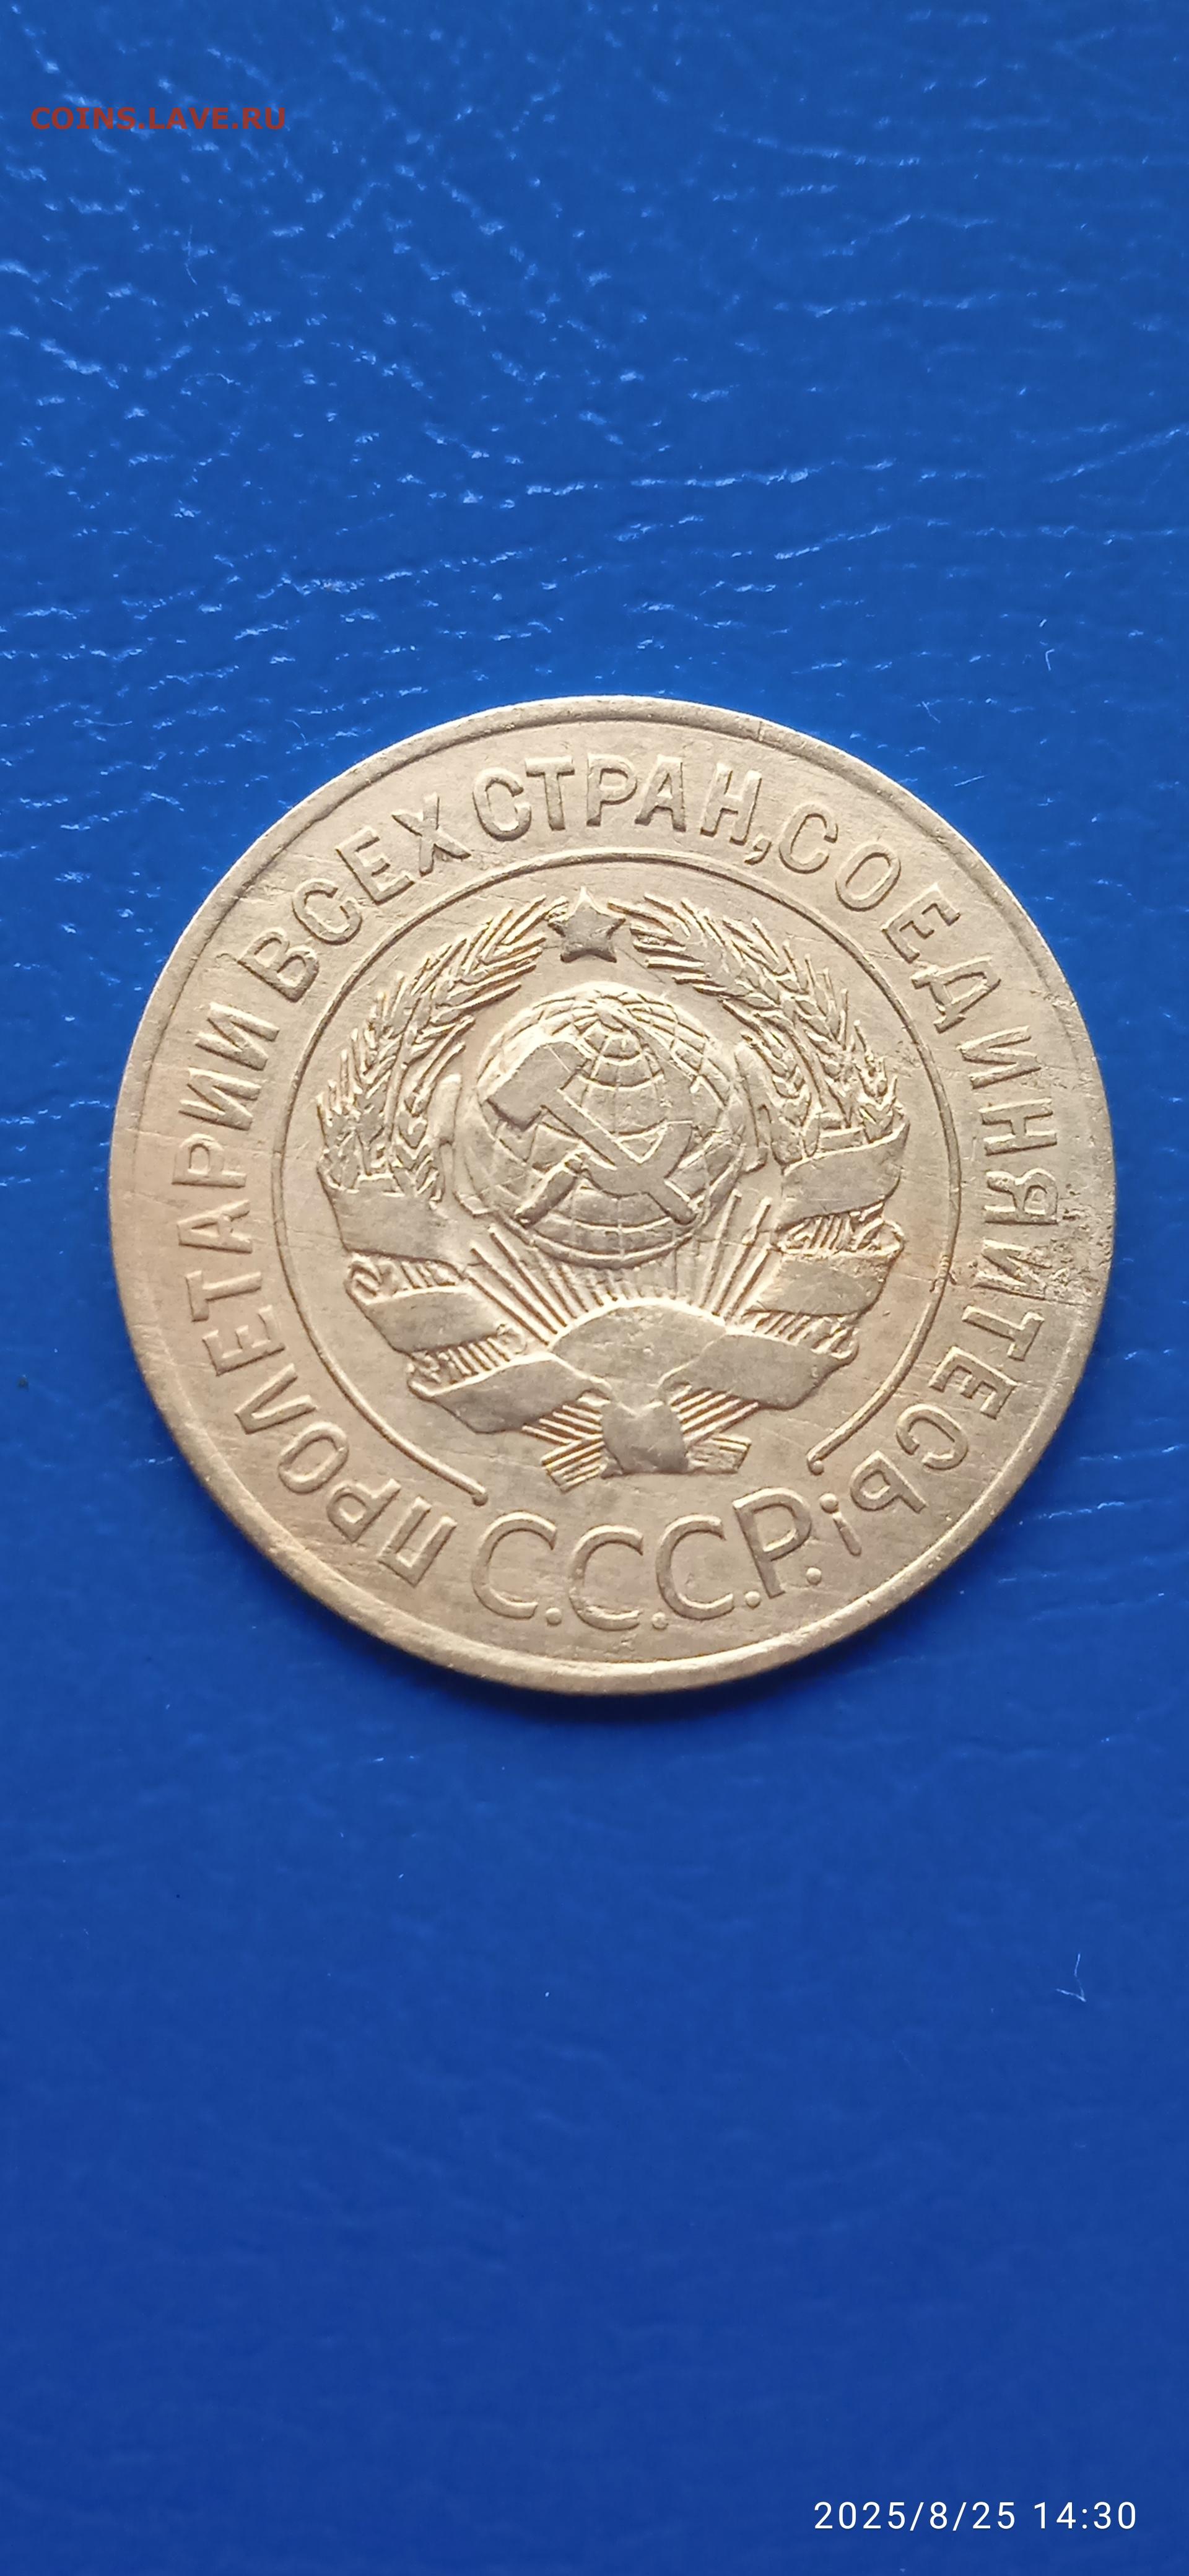 COINS.LAVE.RU
ПРОЛЕТАРИИ ВСЕХ СТРАН, СОЕДИНЯЙТЕСЬ!
С.С.С.Р.
2025/8/25 14:30